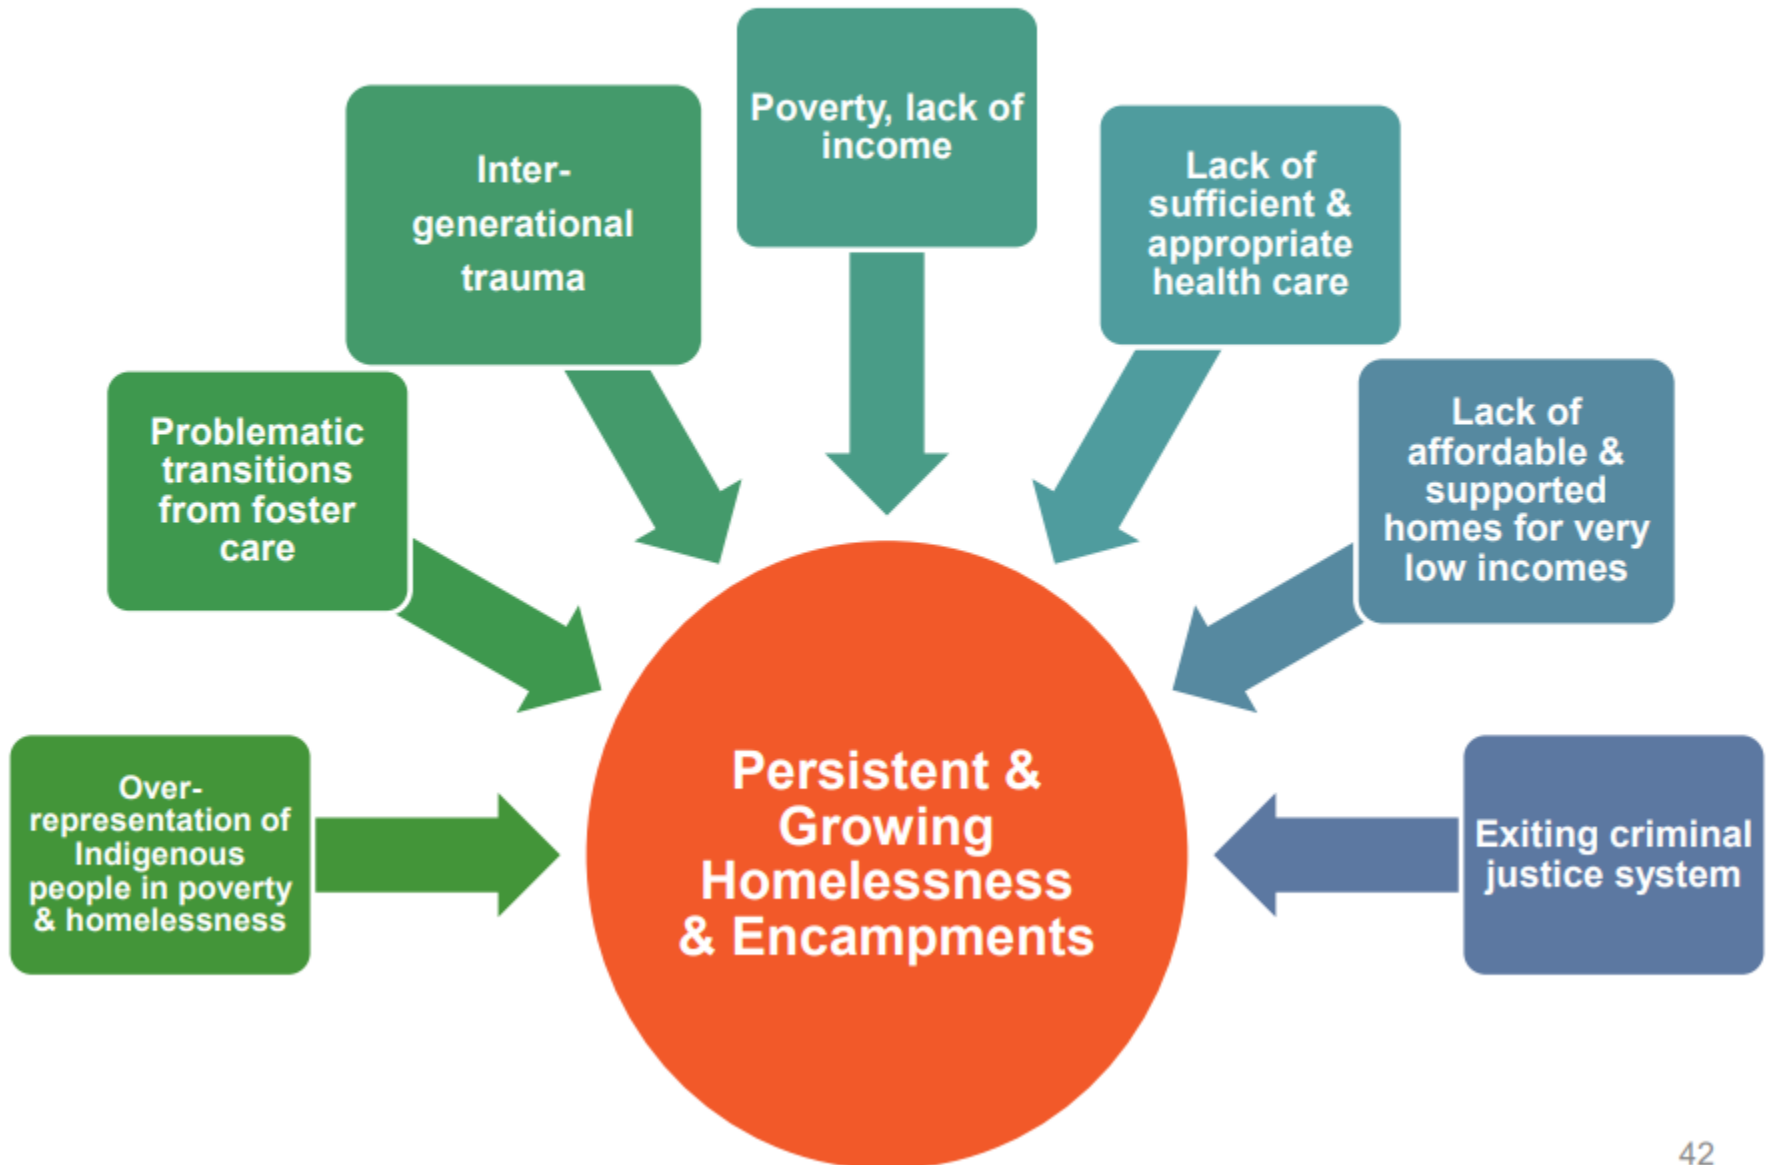 Poverty, lack of
income
Inter-
generational
trauma
Lack of
sufficient &
appropriate
health care
Problematic
transitions
from foster
care
Lack of
affordable &
supported
homes for very
low incomes
Over-
representation of
Indigenous
people in poverty
& homelessness
Persistent &
Growing
Homelessness
& Encampments
Exiting criminal
justice system
42